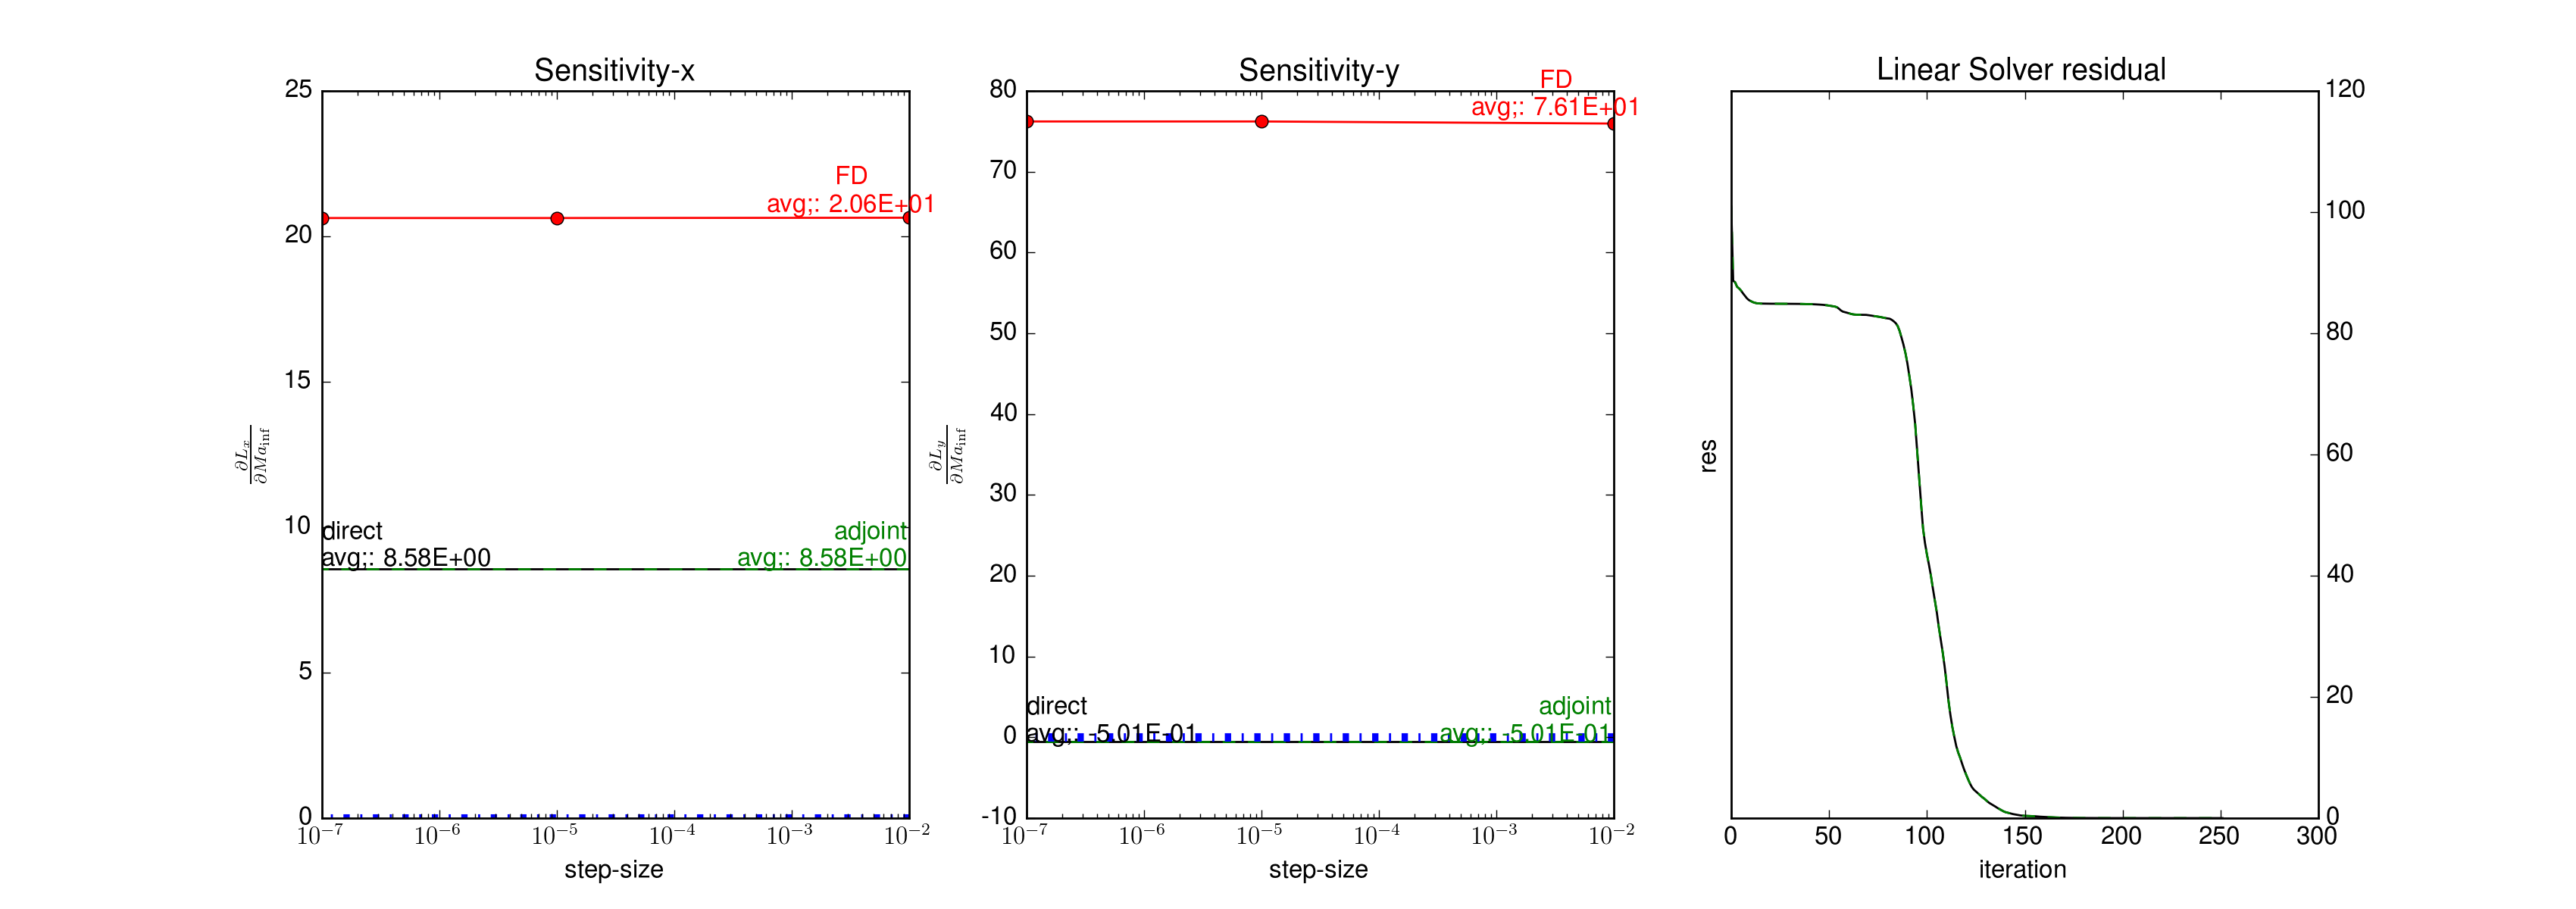 Sensitivity-x
25
20
15
10
5
0
FD
avg;: 2.06E+01
direct
avg;: 8.58E+00
adjoint
avg;: 8.58E+00
∂L_x
∂Ma_inf
10^−7 10^−6 10^−5 10^−4 10^−3 10^−2
step-size
Sensitivity-y
80
70
60
50
40
30
20
10
0
-10
FD
avg;: 7.61E+01
direct
avg;: -5.01E-01
adjoint
avg;: -5.01E-01
∂L_y
∂Ma_inf
10^−7 10^−6 10^−5 10^−4 10^−3 10^−2
step-size
Linear Solver residual
res
120
100
80
60
40
20
0
0 50 100 150 200 250 300
iteration